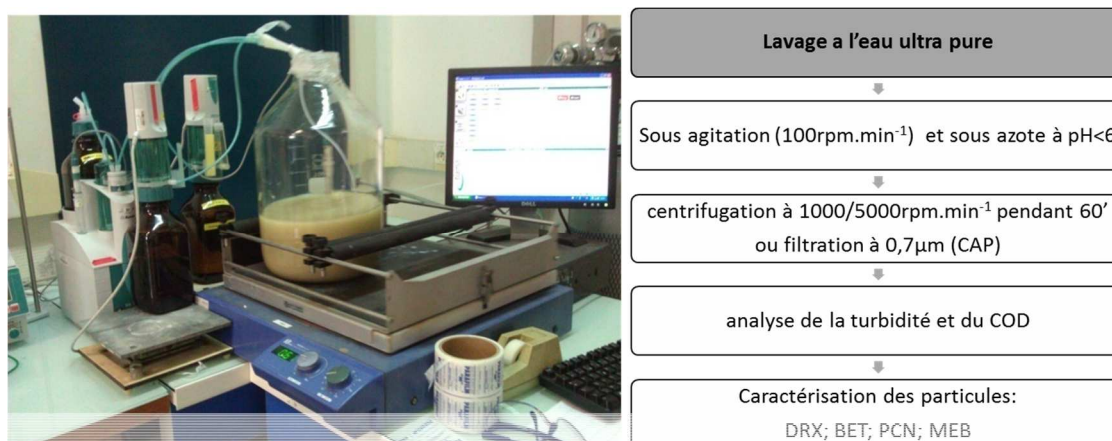 Lavage a l'eau ultra pure
Sous agitation (100rpm.min⁻¹) et sous azote à pH<6
centrifugation à 1000/5000rpm.min⁻¹ pendant 60'
ou filtration à 0,7µm (CAP)
analyse de la turbidité et du COD
Caractérisation des particules:
DRX; BET; PCN; MEB
DELL